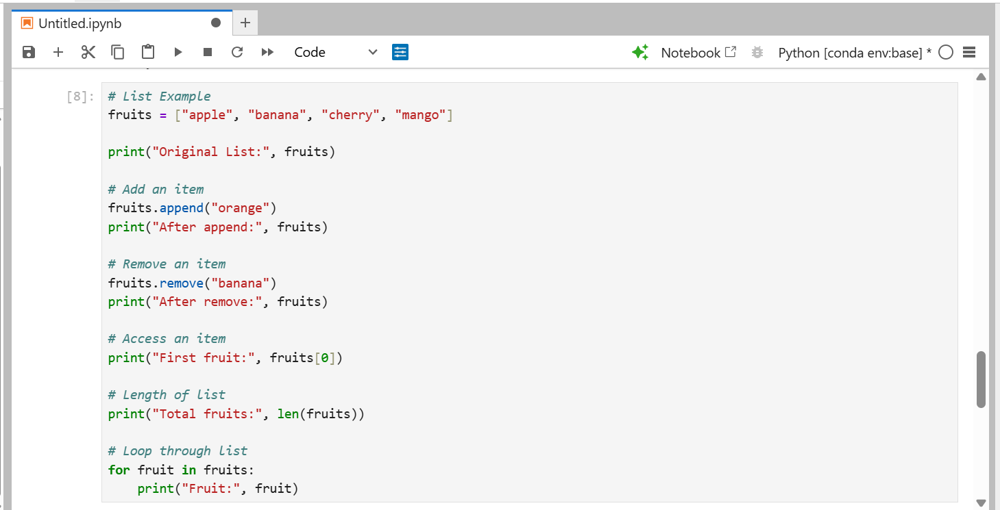 Untitled.ipynb
Code
Notebook
Python [conda env:base] *
[8]:
# List Example
fruits = ["apple", "banana", "cherry", "mango"]
print("Original List:", fruits)
# Add an item
fruits.append("orange")
print("After append:", fruits)
# Remove an item
fruits.remove("banana")
print("After remove:", fruits)
# Access an item
print("First fruit:", fruits[0])
# Length of list
print("Total fruits:", len(fruits))
# Loop through list
for fruit in fruits:
    print("Fruit:", fruit)